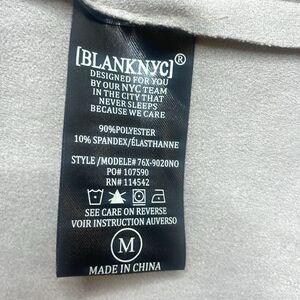 [BLANKNYC]®
DESIGNED FOR YOU
BY OUR NYC TEAM
IN THE CITY THAT
NEVER SLEEPS
BECAUSE WE CARE
90%POLYESTER
10% SPANDEX/ÉLASTHANNE
STYLE /MODELE# 76X-9020NO
PO# 107590
RN# 114542
SEE CARE ON REVERSE
VOIR INSTRUCTION AUVERSO
M
MADE IN CHINA